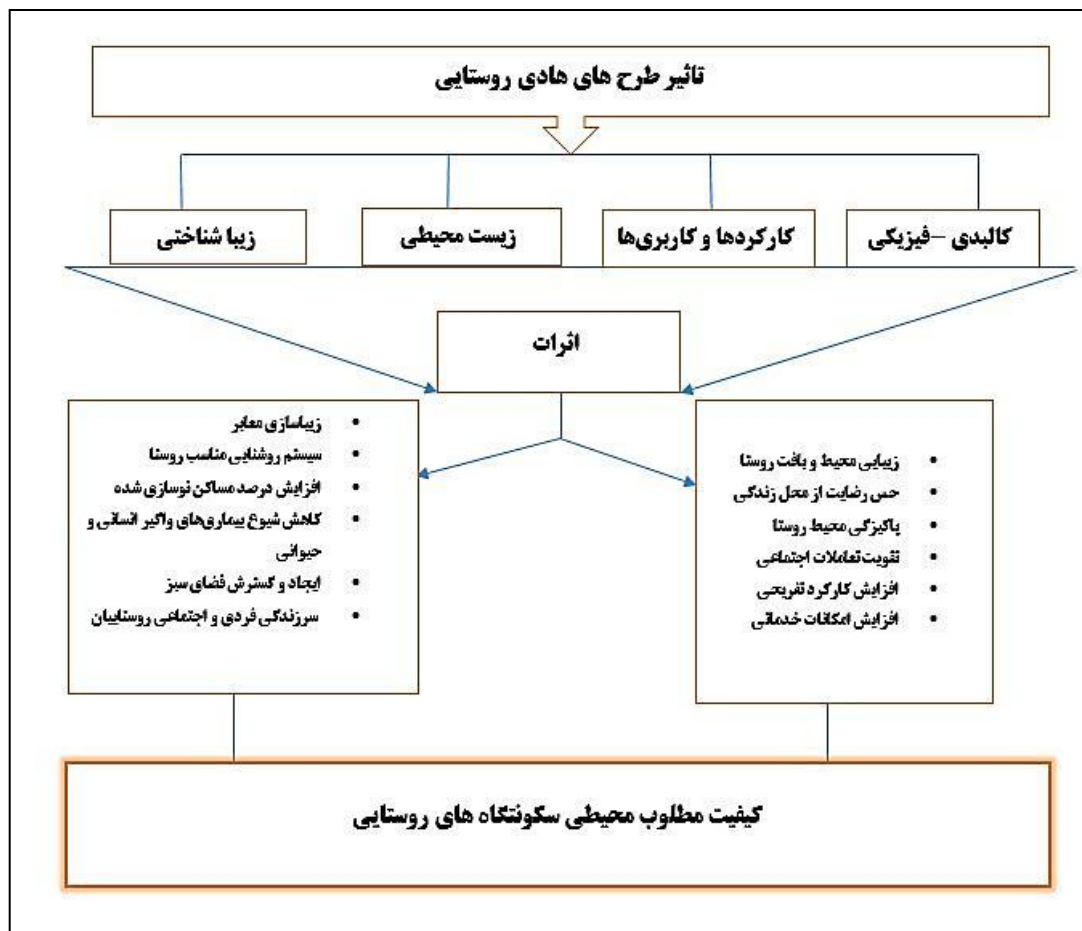 تاثیر طرح های هادی روستایی
کالبدی –فیزیکی
کارکردها و کاربری‌ها
زیست محیطی
زیبا شناختی
اثرات
• زیبایی محیط و بافت روستا
• حس رضایت از محل زندگی
• پاکیزگی محیط روستا
• تقویت تعاملات اجتماعی
• افزایش کارکرد تفریحی
• افزایش امکانات خدماتی
• زیباسازی معابر
• سیستم روشنایی مناسب روستا
• افزایش درصد مساکن نوسازی شده
• کاهش شیوع بیماری‌های واگیر انسانی و
حیوانی
• ایجاد و گسترش فضای سبز
• سرزندگی فردی و اجتماعی روستاییان
کیفیت مطلوب محیطی سکونتگاه های روستایی